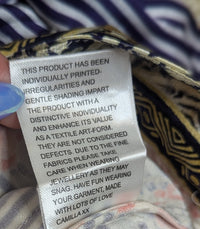 THIS PRODUCT HAS BEEN
INDIVIDUALLY PRINTED-
IRREGULARITIES AND
GENTLE SHADING IMPART
THE PRODUCT WITH A
DISTINCTIVE INDIVIDUALITY
AND ENHANCE ITS VALUE
AS A TEXTILE ART-FORM.
THEY ARE NOT CONSIDERED
DEFECTS. DUE TO THE FINE
FABRICS PLEASE TAKE
CARE WHEN WEARING
JEWELLERY AS THEY MAY
SNAG. HAVE FUN WEARING
YOUR GARMENT, MADE
WITH LOTS OF LOVE
CAMILLA XX